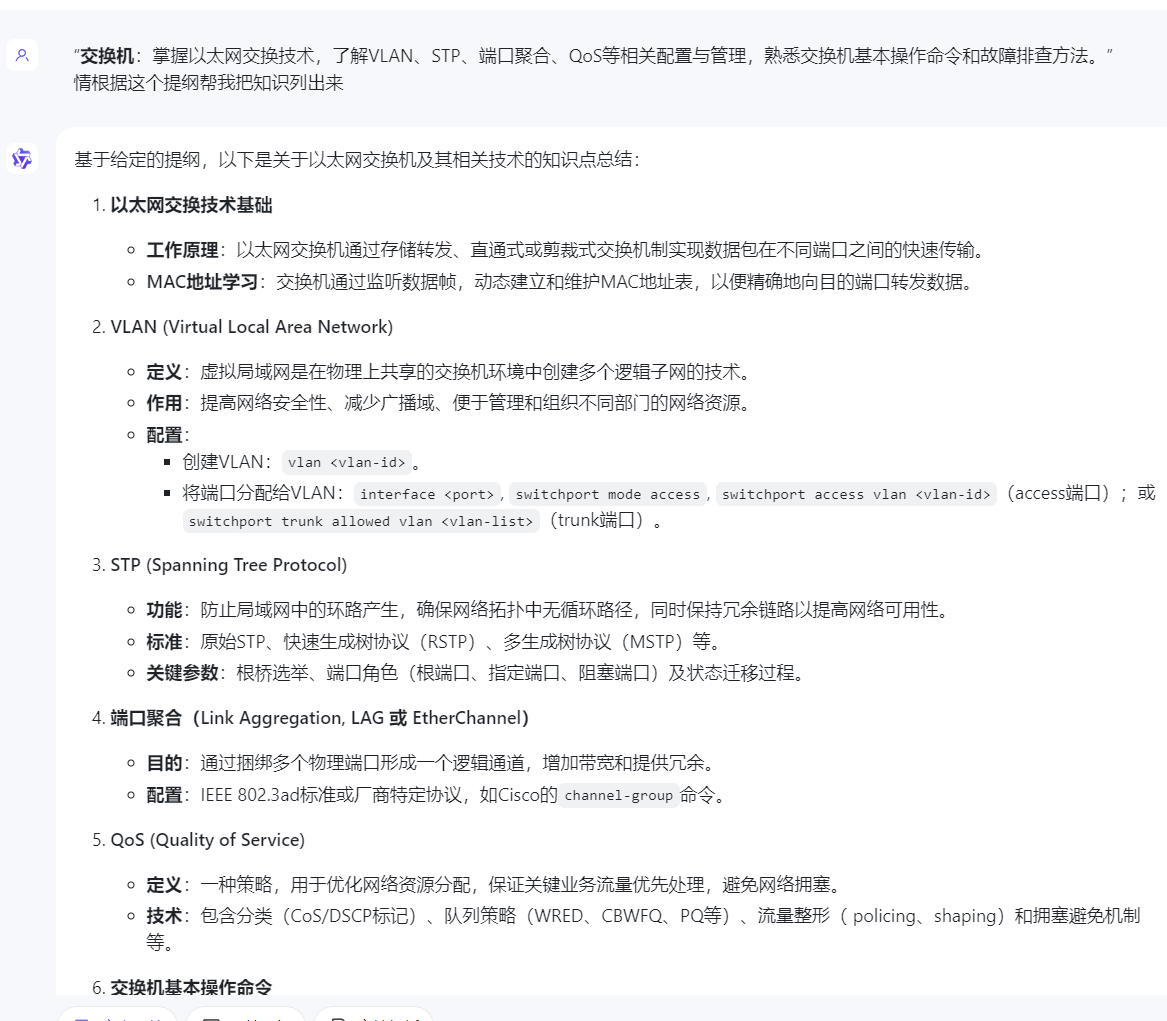 “交换机：掌握以太网交换技术，了解VLAN、STP、端口聚合、QoS等相关配置与管理，熟悉交换机基本操作命令和故障排查方法。”
情根据这个提纲帮我把知识列出来
基于给定的提纲，以下是关于以太网交换机及其相关技术的知识点总结：
1. 以太网交换技术基础
工作原理：以太网交换机通过存储转发、直通式或剪裁式交换机制实现数据包在不同端口之间的快速传输。
MAC地址学习：交换机通过监听数据帧，动态建立和维护MAC地址表，以便精确地向目的端口转发数据。
2. VLAN (Virtual Local Area Network)
定义：虚拟局域网是在物理上共享的交换机环境中创建多个逻辑子网的技术。
作用：提高网络安全性、减少广播域、便于管理和组织不同部门的网络资源。
配置：
创建VLAN：vlan <vlan-id>。
将端口分配给VLAN：interface <port>, switchport mode access, switchport access vlan <vlan-id>（access端口）；或
switchport trunk allowed vlan <vlan-list>（trunk端口）。
3. STP (Spanning Tree Protocol)
功能：防止局域网中的环路产生，确保网络拓扑中无循环路径，同时保持冗余链路以提高网络可用性。
标准：原始STP、快速生成树协议（RSTP）、多生成树协议（MSTP）等。
关键参数：根桥选举、端口角色（根端口、指定端口、阻塞端口）及状态迁移过程。
4. 端口聚合（Link Aggregation, LAG 或 EtherChannel）
目的：通过捆绑多个物理端口形成一个逻辑通道，增加带宽和提供冗余。
配置：IEEE 802.3ad标准或厂商特定协议，如Cisco的channel-group命令。
5. QoS (Quality of Service)
定义：一种策略，用于优化网络资源分配，保证关键业务流量优先处理，避免网络拥塞。
技术：包含分类（CoS/DSCP标记）、队列策略（WRED、CBWFQ、PQ等）、流量整形（ policing、shaping）和拥塞避免机制
等。
6. 交换机基本操作命令